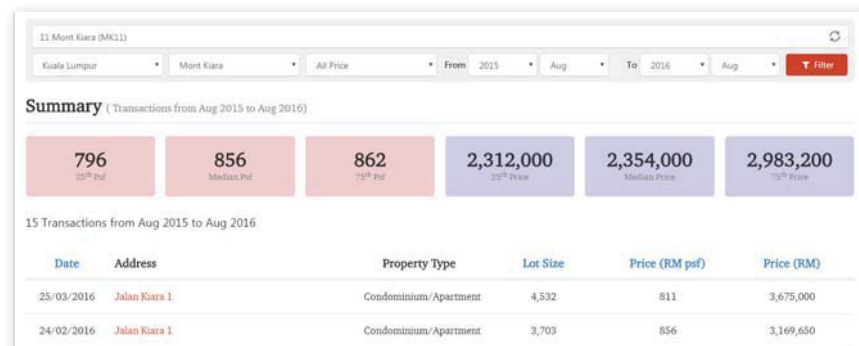 11 Mont Kiara (MK11)
Kuala Lumpur Mont Kiara All Price From 2015 Aug To 2016 Aug Filter
Summary ( Transactions from Aug 2015 to Aug 2016)
796 856 862 2,312,000 2,354,000 2,983,200
25th Psf Median Psf 75th Psf 25th Price Median Price 75th Price
15 Transactions from Aug 2015 to Aug 2016
Date Address Property Type Lot Size Price (RM psf) Price (RM)
25/03/2016 Jalan Kiara 1 Condominium/Apartment 4,532 811 3,675,000
24/02/2016 Jalan Kiara 1 Condominium/Apartment 3,703 856 3,169,650